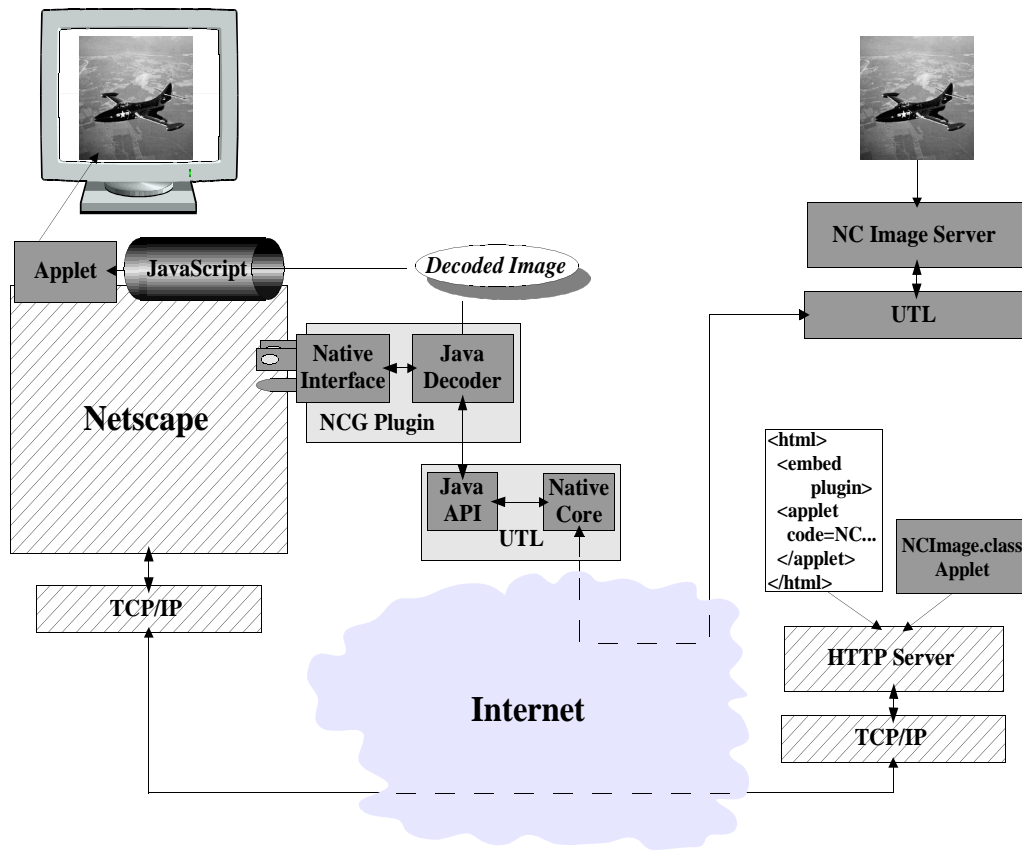 NC Image Server
Applet
JavaScript
Decoded Image
UTL
Native
Interface
Java
Decoder
NCG Plugin
Netscape
Java
API
Native
Core
UTL
<html>
<embed
plugin>
<applet
code=NC...
</applet>
</html>
NCImage.class
Applet
TCP/IP
HTTP Server
Internet
TCP/IP